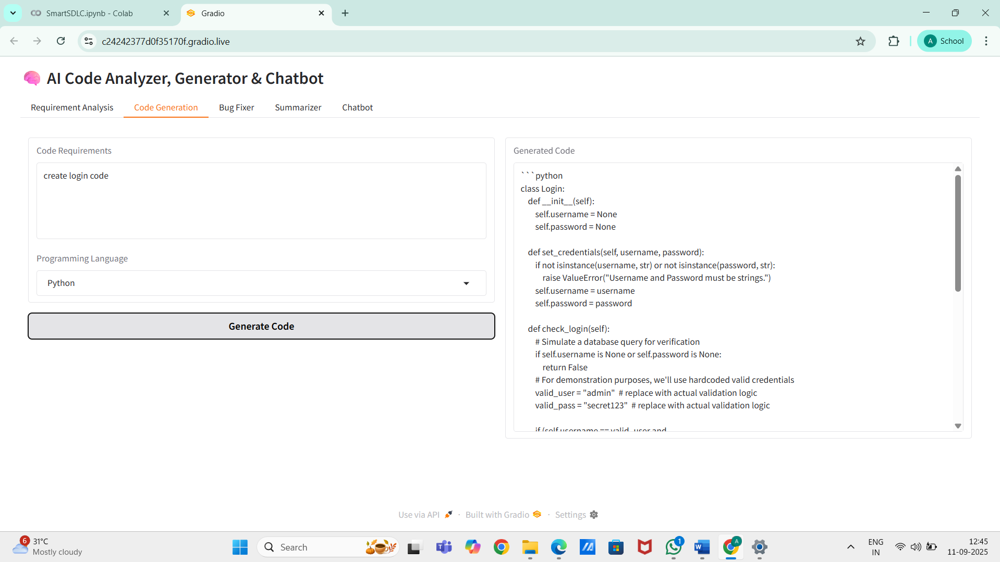 SmartSDLC.ipynb - Colab
Gradio
c24242377d0f35170f.gradio.live
A School
AI Code Analyzer, Generator & Chatbot
Requirement Analysis
Code Generation
Bug Fixer
Summarizer
Chatbot
Code Requirements
create login code
Programming Language
Python
Generate Code
Generated Code
```python
class Login:
    def __init__(self):
        self.username = None
        self.password = None
    def set_credentials(self, username, password):
        if not isinstance(username, str) or not isinstance(password, str):
            raise ValueError("Username and Password must be strings.")
        self.username = username
        self.password = password
    def check_login(self):
        # Simulate a database query for verification
        if self.username is None or self.password is None:
            return False
        # For demonstration purposes, we'll use hardcoded valid credentials
        valid_user = "admin"  # replace with actual validation logic
        valid_pass = "secret123"  # replace with actual validation logic
        if (self.username == valid_user and
Use via API · Built with Gradio · Settings
6
31°C
Mostly cloudy
Search
1
A
ENG
IN
12:45
11-09-2025